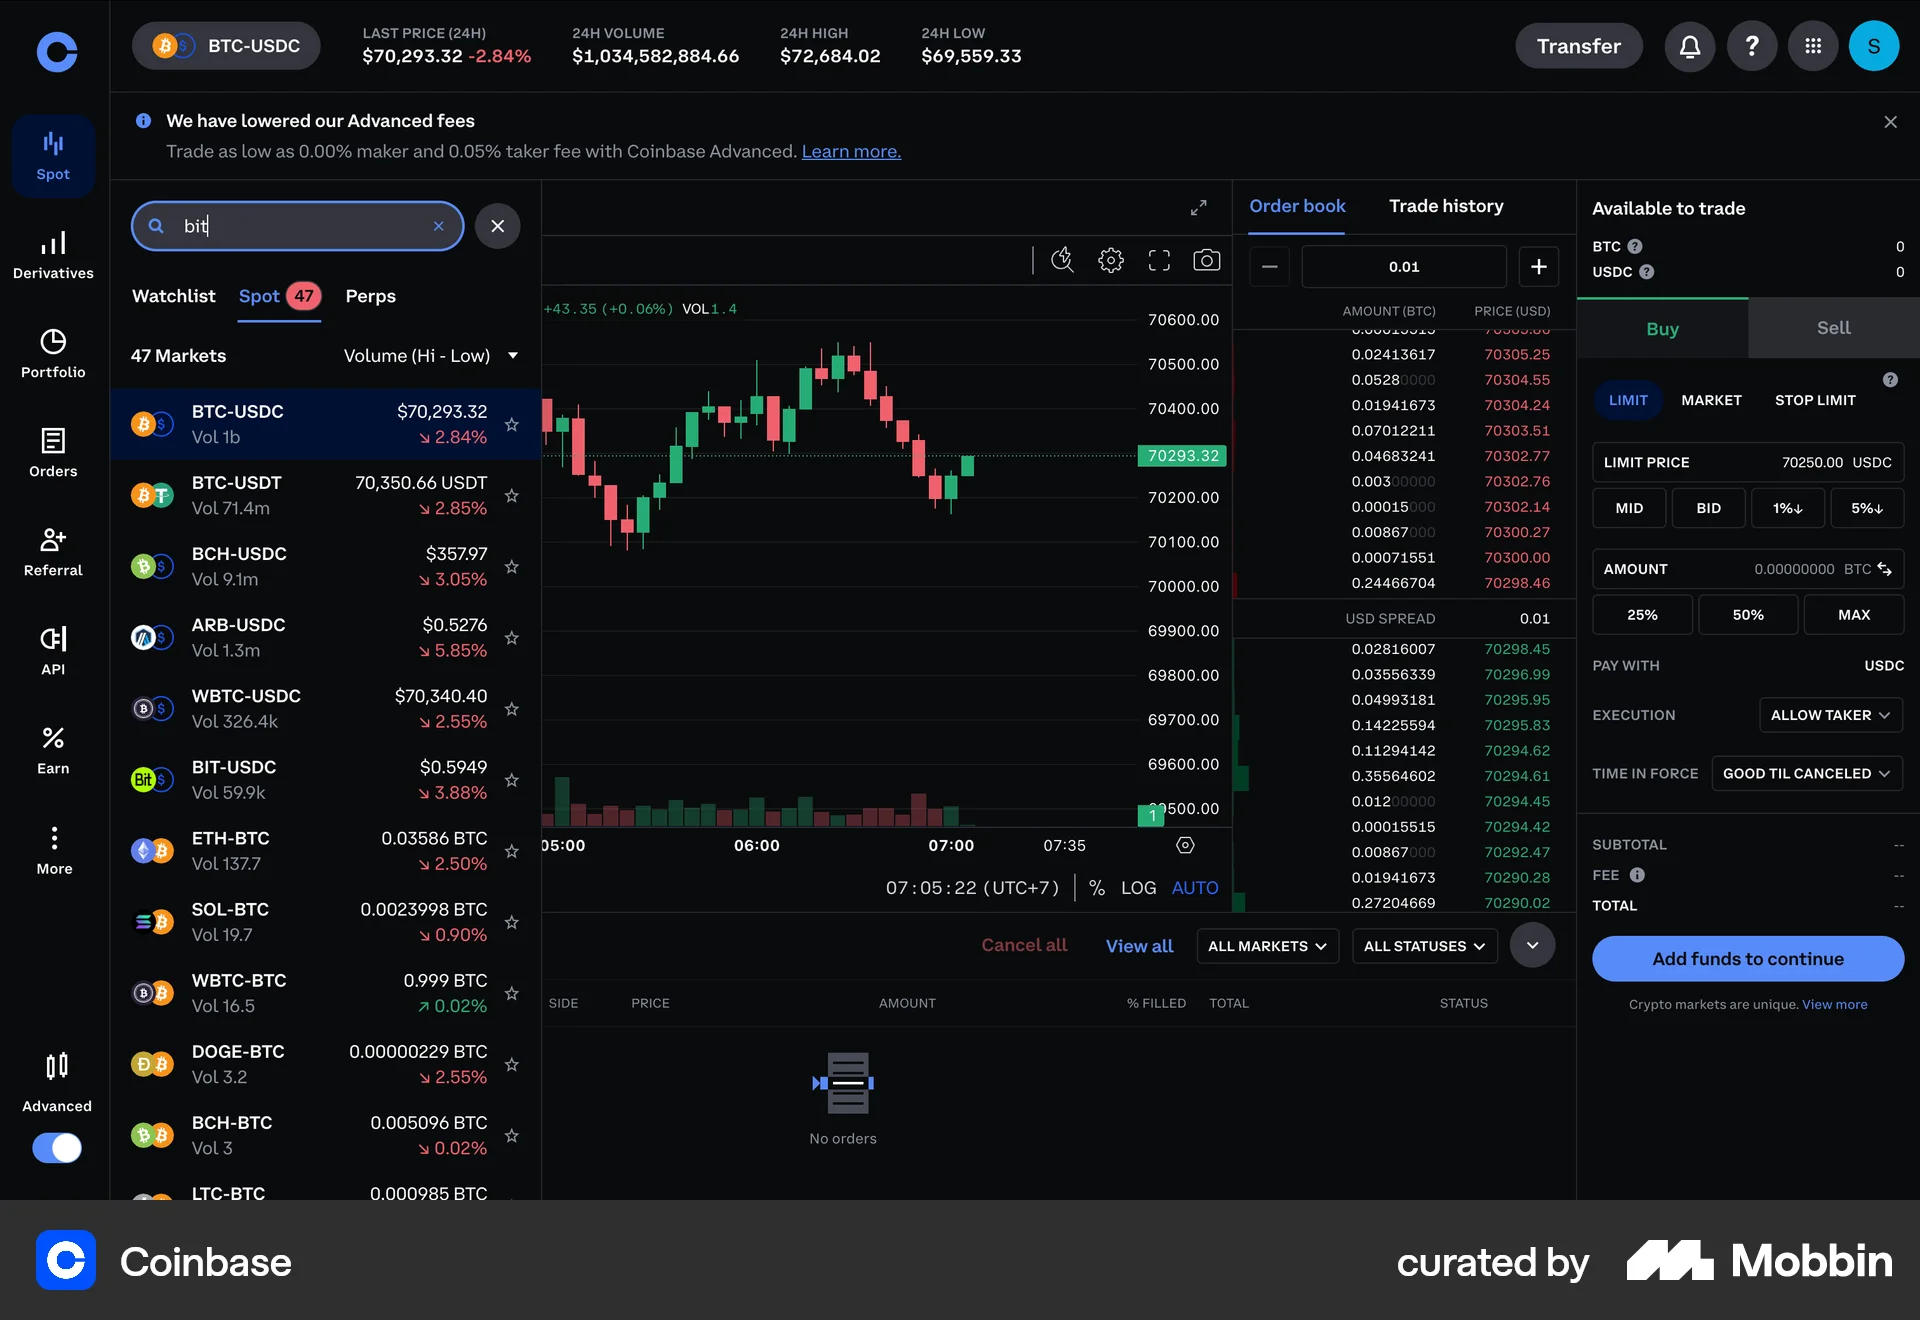 BTC-USDC
LAST PRICE (24H)
$70,293.32 -2.84%
24H VOLUME
$1,034,582,884.66
24H HIGH
$72,684.02
24H LOW
$69,559.33
Transfer
?
S
We have lowered our Advanced fees
Trade as low as 0.00% maker and 0.05% taker fee with Coinbase Advanced. Learn more.
Spot
Derivatives
Portfolio
Orders
Referral
API
Earn
More
Advanced
bit
Watchlist Spot 47 Perps
47 Markets Volume (Hi - Low)
BTC-USDC $70,293.32
Vol 1b ↘ 2.84%
BTC-USDT 70,350.66 USDT
Vol 71.4m ↘ 2.85%
BCH-USDC $357.97
Vol 9.1m ↘ 3.05%
ARB-USDC $0.5276
Vol 1.3m ↘ 5.85%
WBTC-USDC $70,340.40
Vol 326.4k ↘ 2.55%
Bit
BIT-USDC $0.5949
Vol 59.9k ↘ 3.88%
ETH-BTC 0.03586 BTC
Vol 137.7 ↘ 2.50%
SOL-BTC 0.0023998 BTC
Vol 19.7 ↘ 0.90%
WBTC-BTC 0.999 BTC
Vol 16.5 ↗ 0.02%
DOGE-BTC 0.00000229 BTC
Vol 3.2 ↘ 2.55%
BCH-BTC 0.005096 BTC
Vol 3 ↘ 0.02%
LTC-BTC 0.000985 BTC
+43.35 (+0.06%) VOL1.4
70600.00
70500.00
70400.00
70293.32
70200.00
70100.00
70000.00
69900.00
69800.00
69700.00
69600.00
1
9500.00
05:00 06:00 07:00 07:35
07:05:22 (UTC+7) % LOG AUTO
Order book Trade history
0.01
AMOUNT (BTC) PRICE (USD)
0.02413617 70305.25
0.05280000 70304.55
0.01941673 70304.24
0.07012211 70303.51
0.04683241 70302.77
0.00300000 70302.76
0.00015000 70302.14
0.00867000 70300.27
0.00071551 70300.00
0.24466704 70298.46
USD SPREAD 0.01
0.02816007 70298.45
0.03556339 70296.99
0.04993181 70295.95
0.14225594 70295.83
0.11294142 70294.62
0.35564602 70294.61
0.01200000 70294.45
0.00015515 70294.42
0.00867000 70292.47
0.01941673 70290.28
0.27204669 70290.02
Cancel all View all ALL MARKETS ALL STATUSES
SIDE PRICE AMOUNT % FILLED TOTAL STATUS
No orders
Available to trade
BTC ? 0
USDC ? 0
Buy Sell
?
LIMIT MARKET STOP LIMIT
LIMIT PRICE 70250.00 USDC
MID BID 1%↓ 5%↓
AMOUNT 0.00000000 BTC
25% 50% MAX
PAY WITH USDC
EXECUTION ALLOW TAKER
TIME IN FORCE GOOD TIL CANCELED
SUBTOTAL --
FEE --
TOTAL --
Add funds to continue
Crypto markets are unique. View more
Coinbase
curated by Mobbin